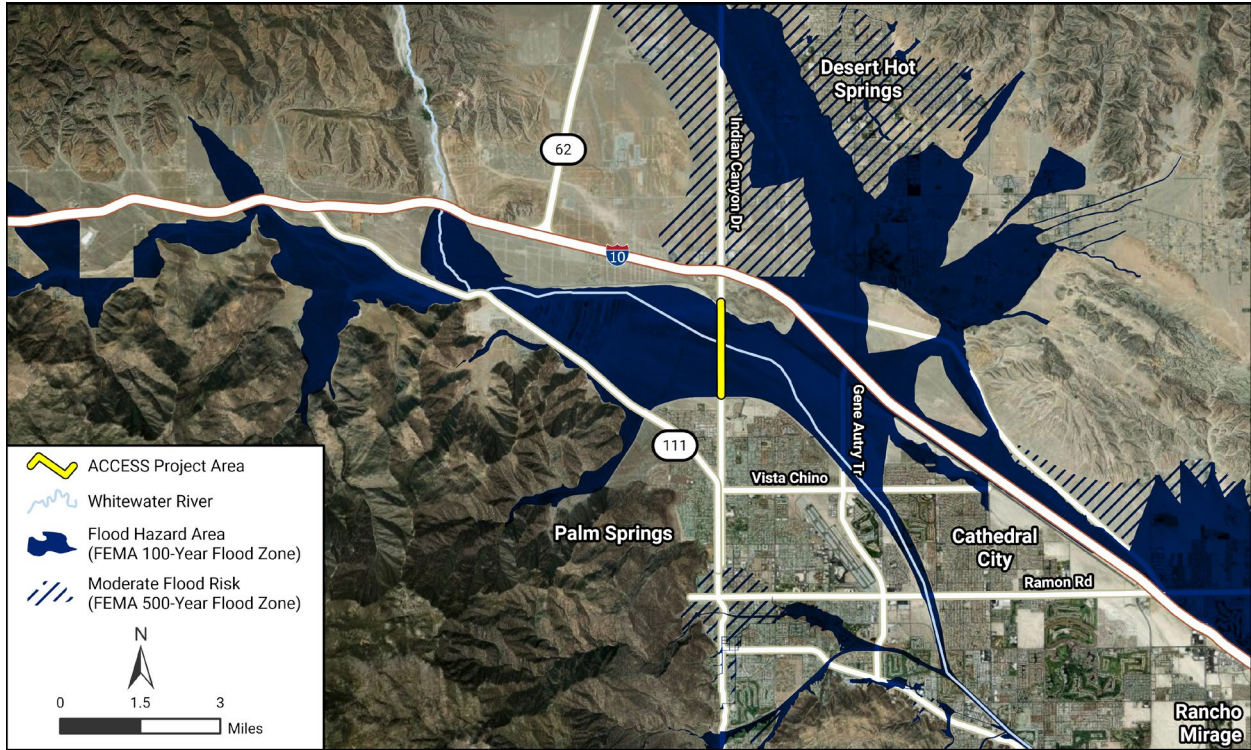 Desert Hot
Springs
Indian Canyon Dr
62
10
111
Gene Autry Tr
Vista Chino
Palm Springs
Cathedral
City
Ramon Rd
Rancho
Mirage
ACCESS Project Area
Whitewater River
Flood Hazard Area
(FEMA 100-Year Flood Zone)
Moderate Flood Risk
(FEMA 500-Year Flood Zone)
N
0 1.5 3
Miles